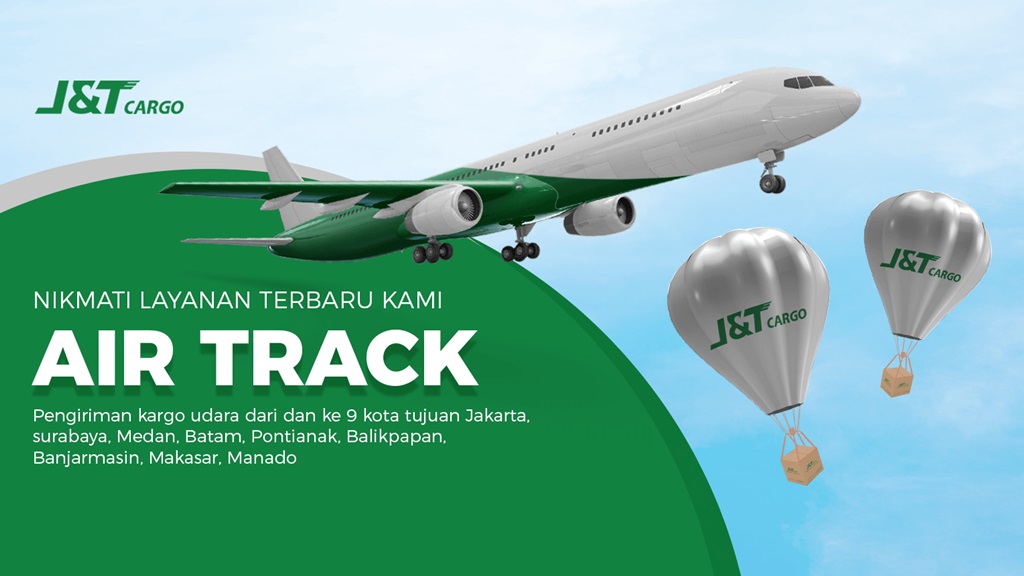 J&T CARGO
NIKMATI LAYANAN TERBARU KAMI
AIR TRACK
Pengiriman kargo udara dari dan ke 9 kota tujuan Jakarta,
surabaya, Medan, Batam, Pontianak, Balikpapan,
Banjarmasin, Makasar, Manado
J&T CARGO
J&T CARGO